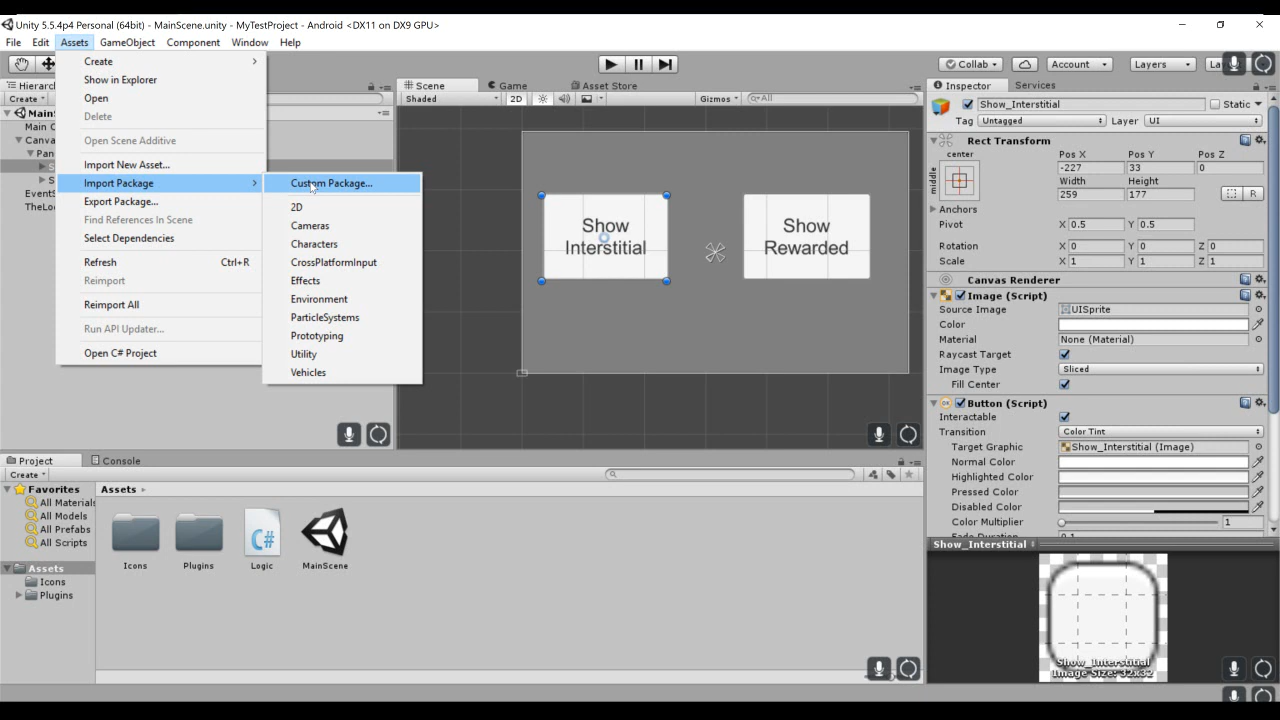 Unity 5.5.4p4 Personal (64bit) - MainScene.unity - MyTestProject - Android <DX11 on DX9 GPU>
File Edit Assets GameObject Component Window Help
Collab Account Layers
Create
Show in Explorer
Open
Delete
Open Scene Additive
Import New Asset...
Import Package
Export Package...
Find References In Scene
Select Dependencies
Refresh Ctrl+R
Reimport
Reimport All
Run API Updater...
Open C# Project
Custom Package...
2D
Cameras
Characters
CrossPlatformInput
Effects
Environment
ParticleSystems
Prototyping
Utility
Vehicles
Create
Scene Game Asset Store
Shaded 2D Gizmos All
Show
Interstitial
Show
Rewarded
Inspector Services
Show_Interstitial Static
Tag Untagged Layer UI
Rect Transform
center
middle
Pos X Pos Y Pos Z
-227 33 0
Width Height
259 177
R
Anchors
Pivot X 0.5 Y 0.5
Rotation X 0 Y 0 Z 0
Scale X 1 Y 1 Z 1
Canvas Renderer
Image (Script)
Source Image UISprite
Color
Material None (Material)
Raycast Target
Image Type Sliced
Fill Center
Button (Script)
Interactable
Transition Color Tint
Target Graphic Show_Interstitial (Image)
Normal Color
Highlighted Color
Pressed Color
Disabled Color
Color Multiplier 1
Show_Interstitial
Show_Interstitial
Image Size: 32x32
Project Console
Create
Favorites
All Materials
All Models
All Prefabs
All Scripts
Assets
Icons
Plugins
Assets
Icons
Plugins
C#
Logic
MainScene